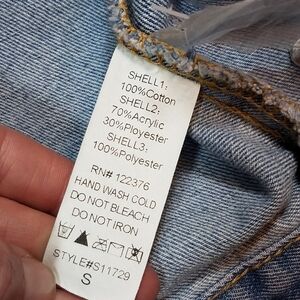 SHELL1:
100%Cotton
SHELL2:
70%Acrylic
30%Ployester
SHELL3:
100%Polyester
RN# 122376
HAND WASH COLD
DO NOT BLEACH
DO NOT IRON
STYLE#S11729
S